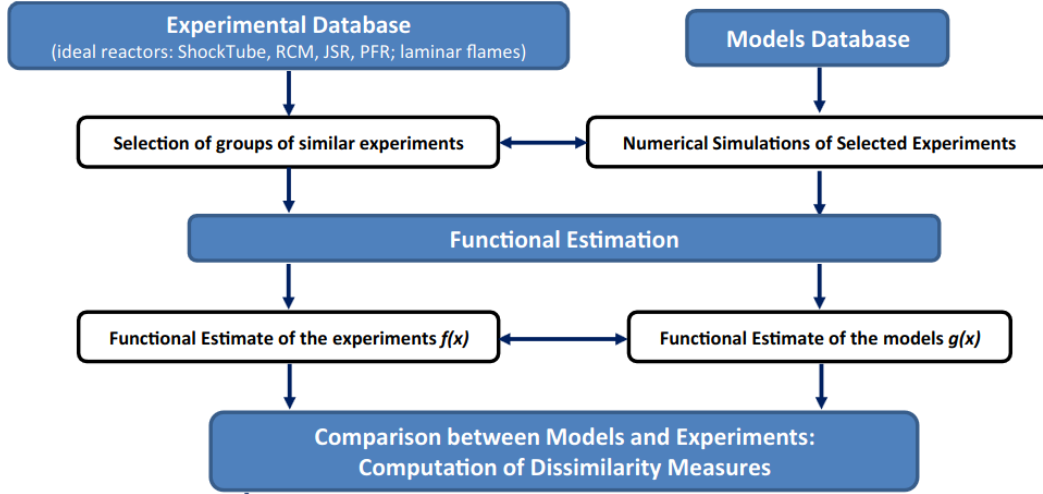 Experimental Database
(ideal reactors: ShockTube, RCM, JSR, PFR; laminar flames)
Models Database
Selection of groups of similar experiments
Numerical Simulations of Selected Experiments
Functional Estimation
Functional Estimate of the experiments f(x)
Functional Estimate of the models g(x)
Comparison between Models and Experiments:
Computation of Dissimilarity Measures